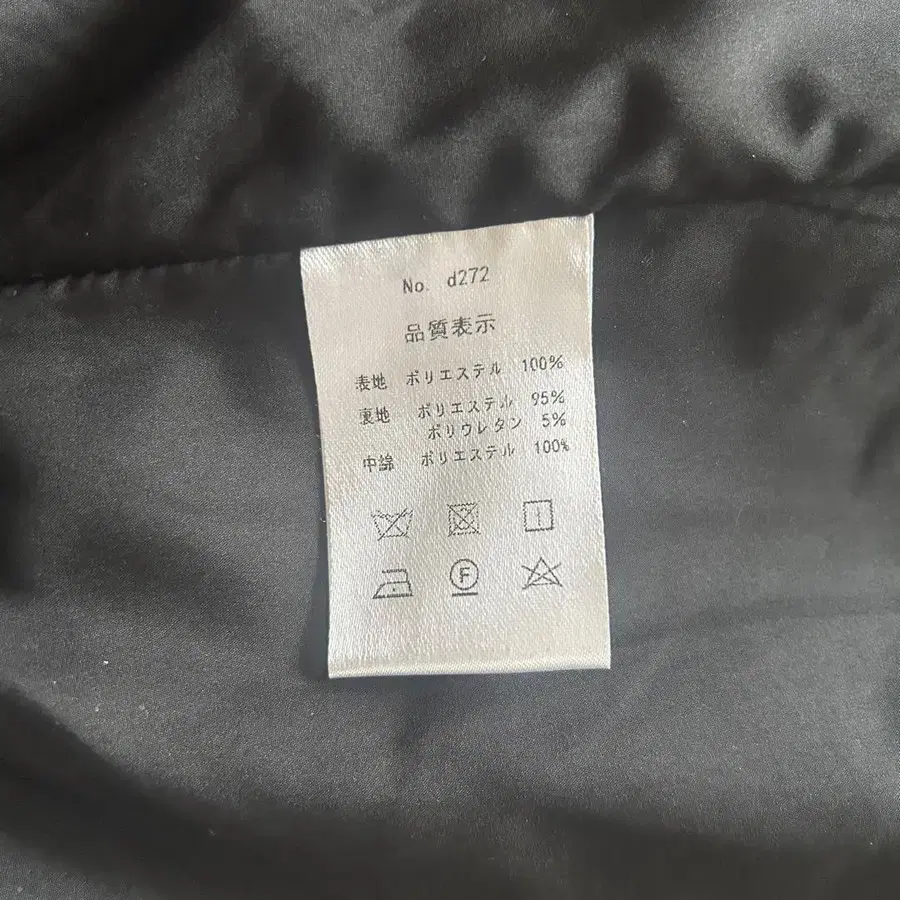 No. d272
品質表示
表地 ポリエステル 100%
裏地 ポリエステル 95%
ポリウレタン 5%
中綿 ポリエステル 100%
F